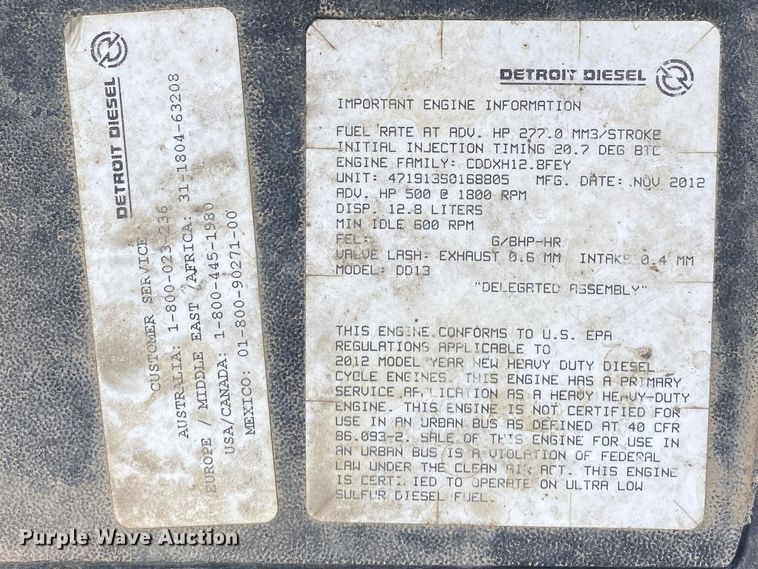 DETROIT DIESEL
CUSTOMER SERVICE
AUSTRALIA: 1-800-023-236
EUROPE / MIDDLE EAST /AFRICA: 31-1804-63208
USA/CANADA: 1-800-445-1980
MEXICO: 01-800-90271-00
DETROIT DIESEL
IMPORTANT ENGINE INFORMATION
FUEL RATE AT ADV. HP 277.0 MM3/STROKE
INITIAL INJECTION TIMING 20.7 DEG BTC
ENGINE FAMILY: CDDXH12.8FEY
UNIT: 471913S0168805 MFG. DATE: NOV 2012
ADV. HP 500 @ 1800 RPM
DISP. 12.8 LITERS
MIN IDLE 600 RPM
FEL: G/BHP-HR
VALVE LASH: EXHAUST 0.6 MM INTAKE 0.4 MM
MODEL: DD13
"DELEGATED ASSEMBLY"
THIS ENGINE CONFORMS TO U.S. EPA
REGULATIONS APPLICABLE TO
2012 MODEL YEAR NEW HEAVY DUTY DIESEL
CYCLE ENGINES. THIS ENGINE HAS A PRIMARY
SERVICE APPLICATION AS A HEAVY HEAVY-DUTY
ENGINE. THIS ENGINE IS NOT CERTIFIED FOR
USE IN AN URBAN BUS AS DEFINED AT 40 CFR
86.093-2. SALE OF THIS ENGINE FOR USE IN
AN URBAN BUS IS A VIOLATION OF FEDERAL
LAW UNDER THE CLEAN AIR ACT. THIS ENGINE
IS CERTIFIED TO OPERATE ON ULTRA LOW
SULFUR DIESEL FUEL.
Purple Wave Auction